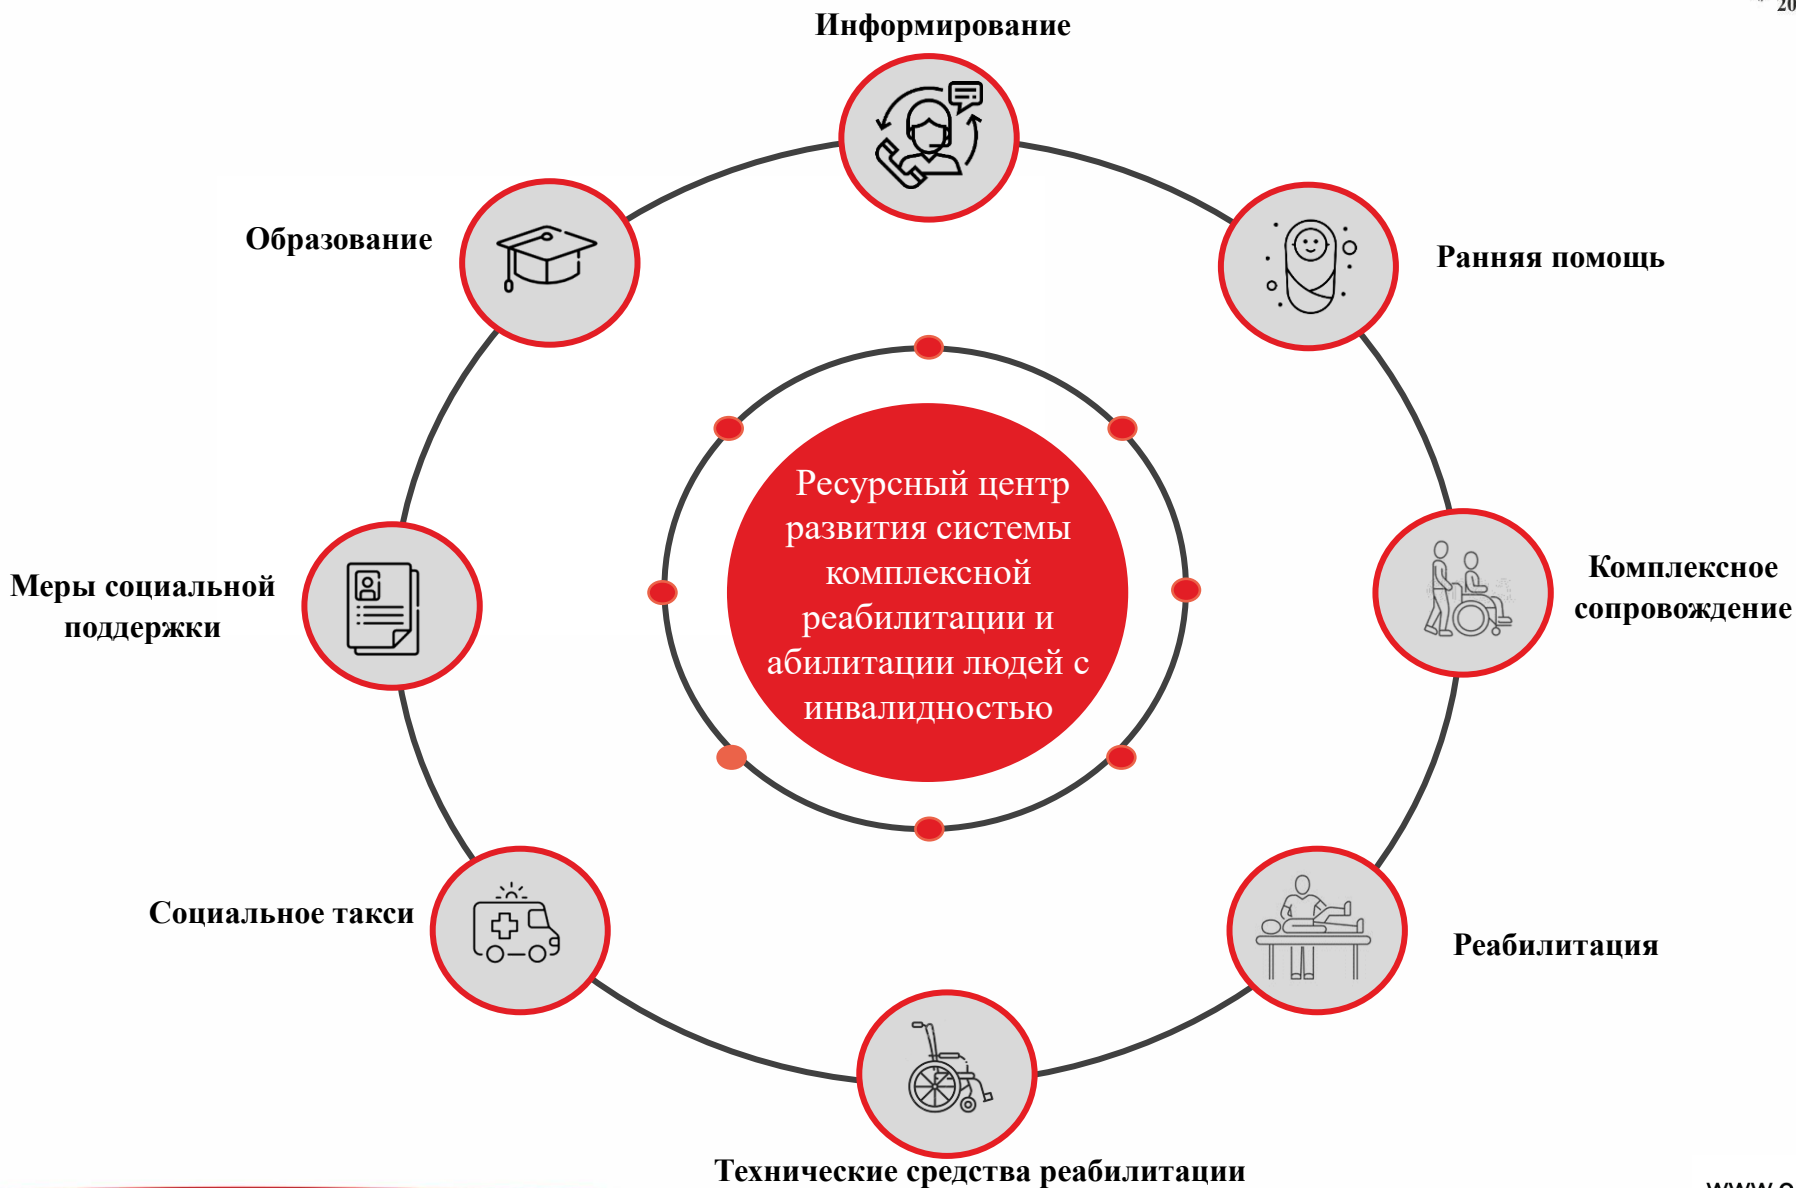 20
Информирование
Образование
Ранняя помощь
Ресурсный центр
развития системы
комплексной
реабилитации и
абилитации людей с
инвалидностью
Меры социальной
поддержки
Комплексное
сопровождение
Социальное такси
Реабилитация
Технические средства реабилитации